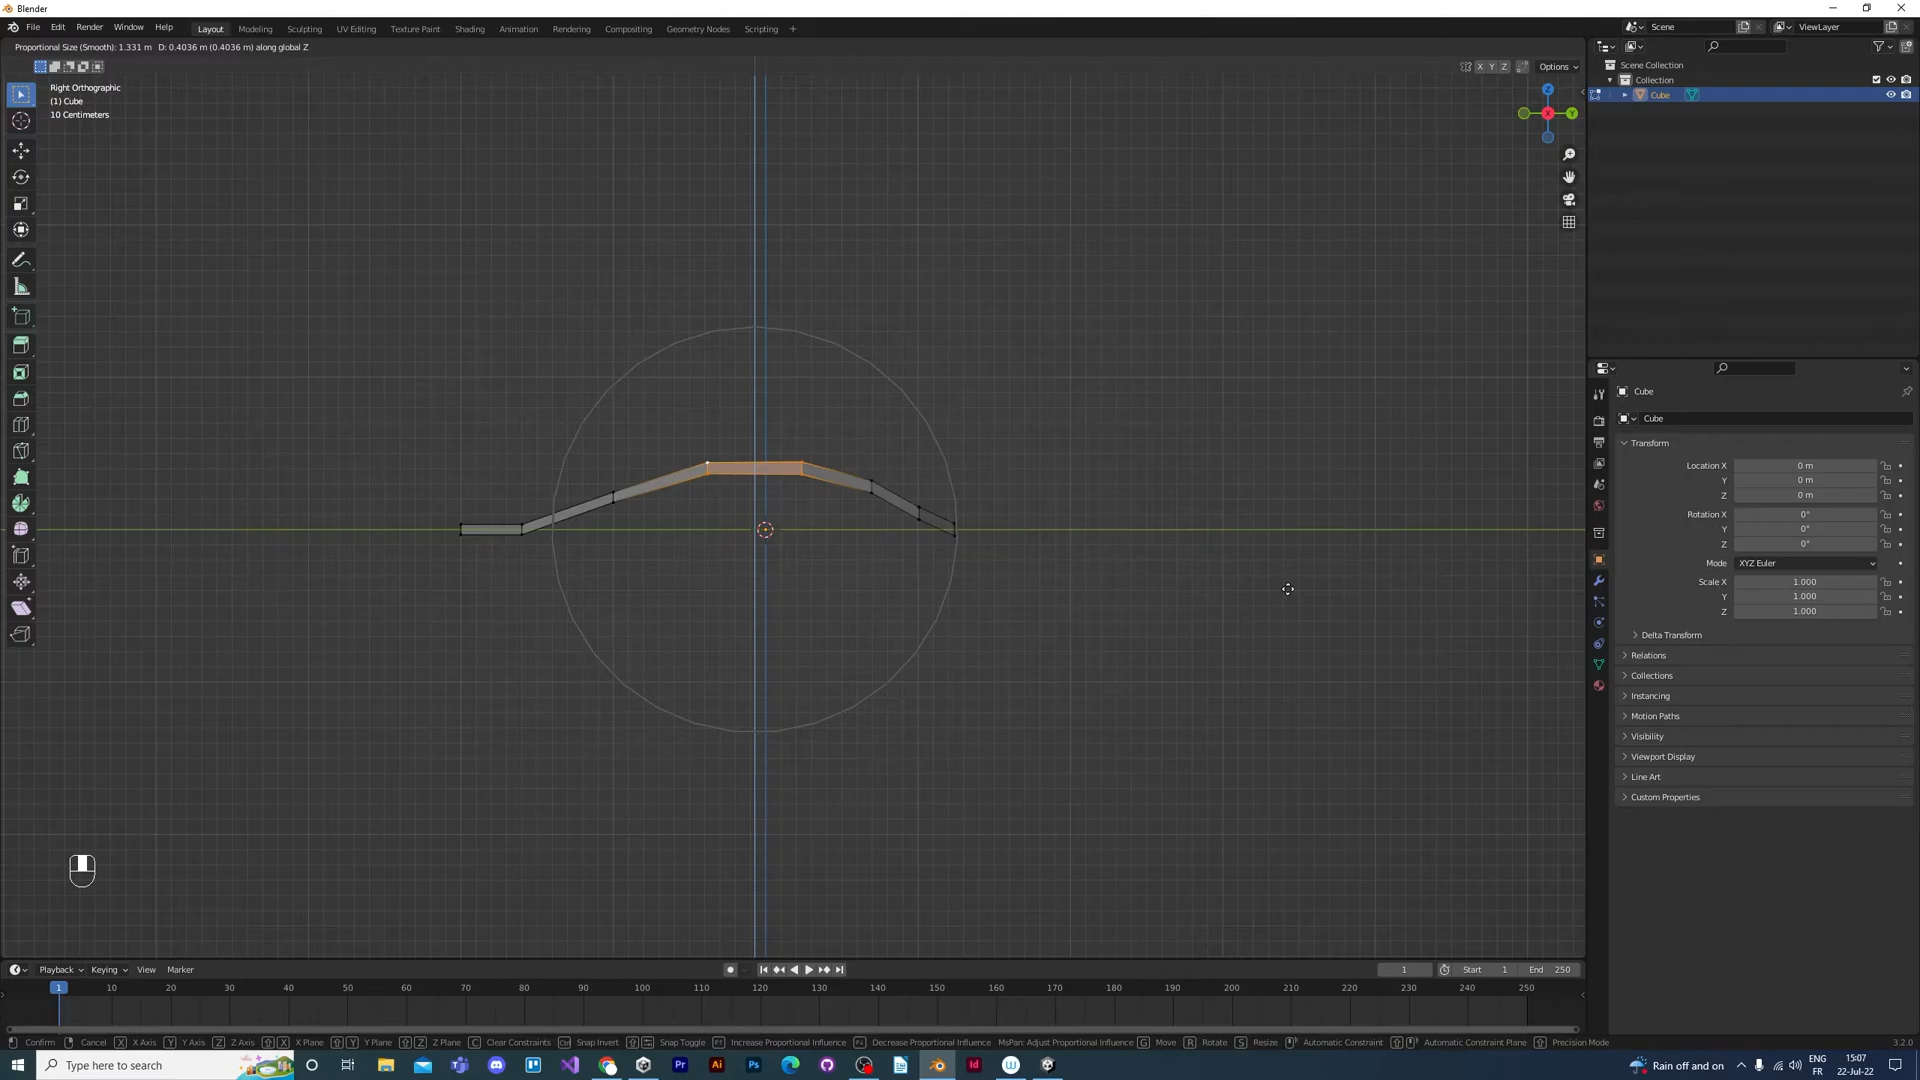 Blender
File Edit Render Window Help Layout Modeling Sculpting UV Editing Texture Paint Shading Animation Rendering Compositing Geometry Nodes Scripting + Scene ViewLayer
Proportional Size (Smooth): 1.331 m D: 0.4036 m (0.4036 m) along global Z
X Y Z Options
Right Orthographic
(1) Cube
10 Centimeters
Z
X Y
Scene Collection
Collection
Cube
Cube
Cube
Transform
Location X 0 m
Y 0 m
Z 0 m
Rotation X 0°
Y 0°
Z 0°
Mode XYZ Euler
Scale X 1.000
Y 1.000
Z 1.000
Delta Transform
Relations
Collections
Instancing
Motion Paths
Visibility
Viewport Display
Line Art
Custom Properties
Playback Keying View Marker 1 Start 1 End 250
1 10 20 30 40 50 60 70 80 90 100 110 120 130 140 150 160 170 180 190 200 210 220 230 240 250
Confirm Cancel X X Axis Y Y Axis Z Z Axis X X Plane Y Y Plane Z Z Plane C Clear Constraints Ctrl Snap Invert Snap Toggle Increase Proportional Influence Decrease Proportional Influence MsPan: Adjust Proportional Influence G Move R Rotate S Resize Automatic Constraint Automatic Constraint Plane Precision Mode 3.2.0
Type here to search Pr Ai Ps Id Rain off and on ENG 15:07
FR 22-Jul-22